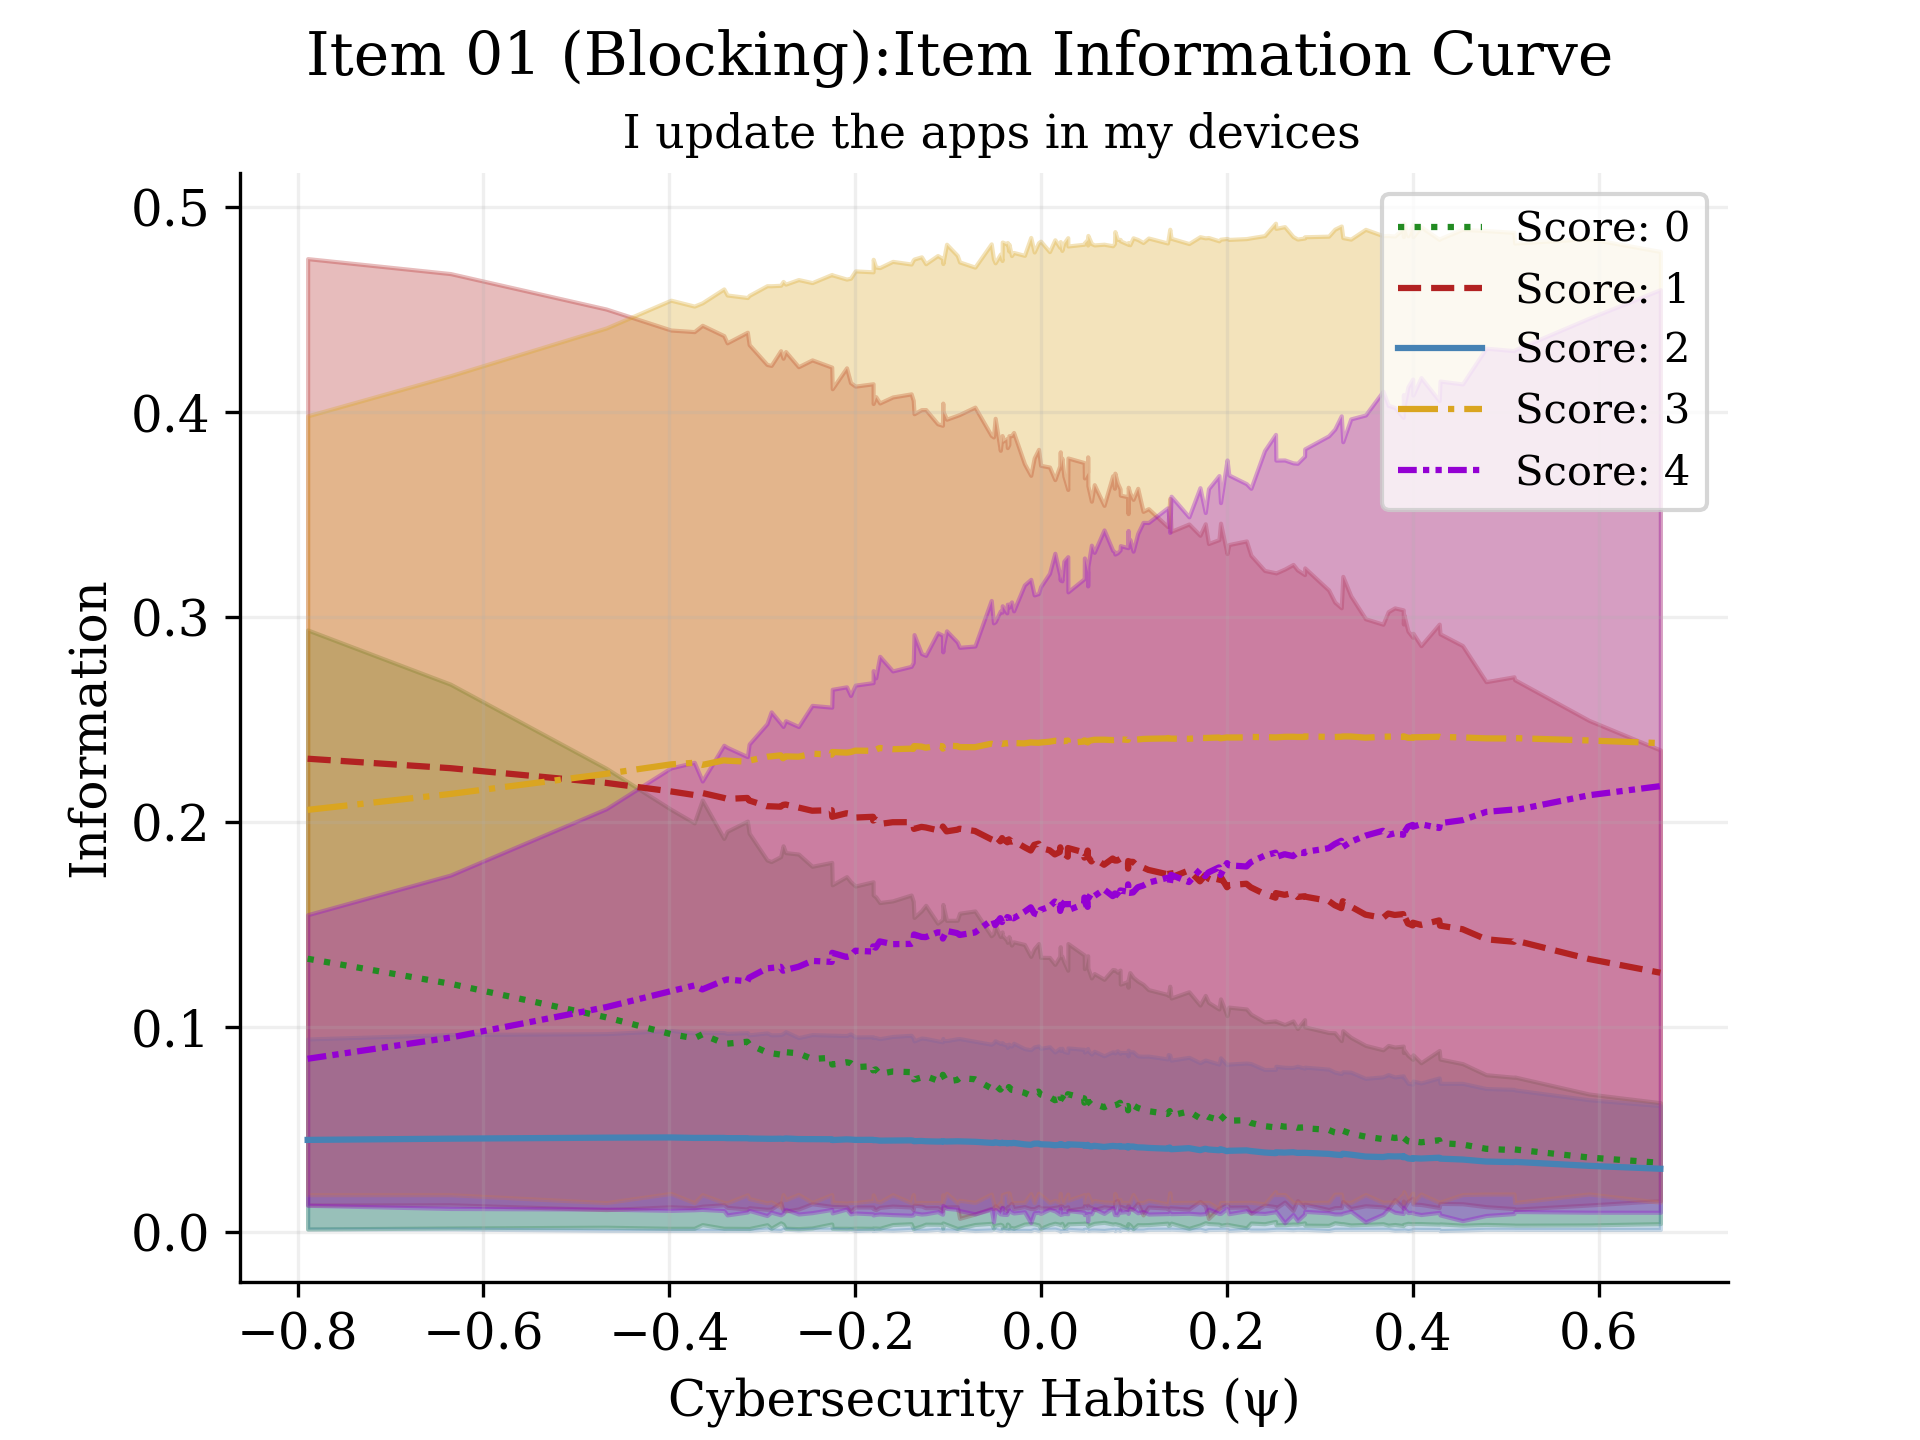 Item 01 (Blocking):Item Information Curve
I update the apps in my devices
Score: 0
Score: 1
Score: 2
Score: 3
Score: 4
Information
0.5
0.4
0.3
0.2
0.1
0.0
−0.8 −0.6 −0.4 −0.2 0.0 0.2 0.4 0.6
Cybersecurity Habits (ψ)